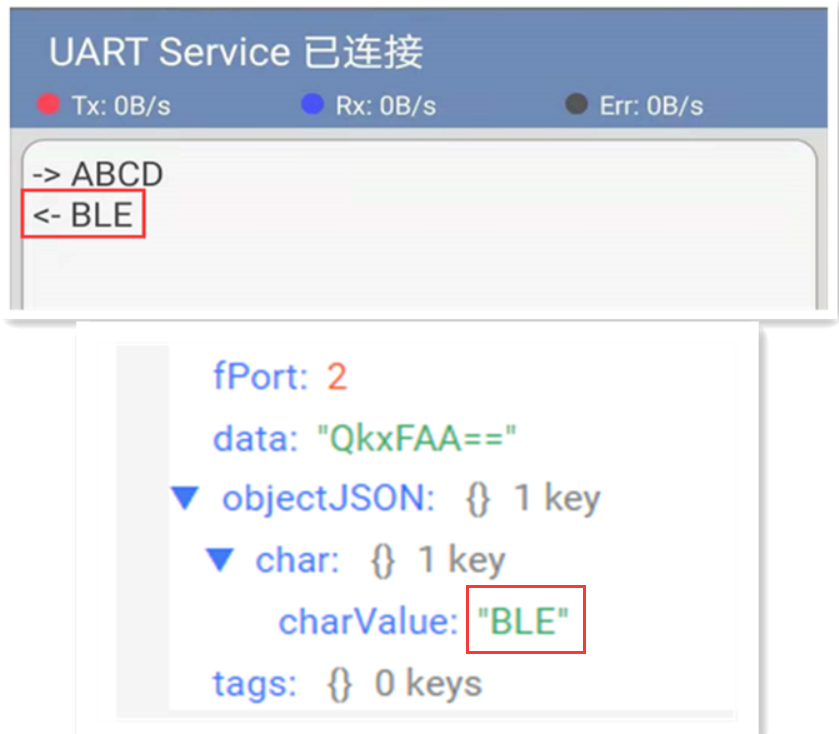 UART Service 已连接
Tx: 0B/s Rx: 0B/s Err: 0B/s
-> ABCD
<- BLE
fPort: 2
data: "QkxFAA=="
objectJSON: {} 1 key
char: {} 1 key
charValue: "BLE"
tags: {} 0 keys